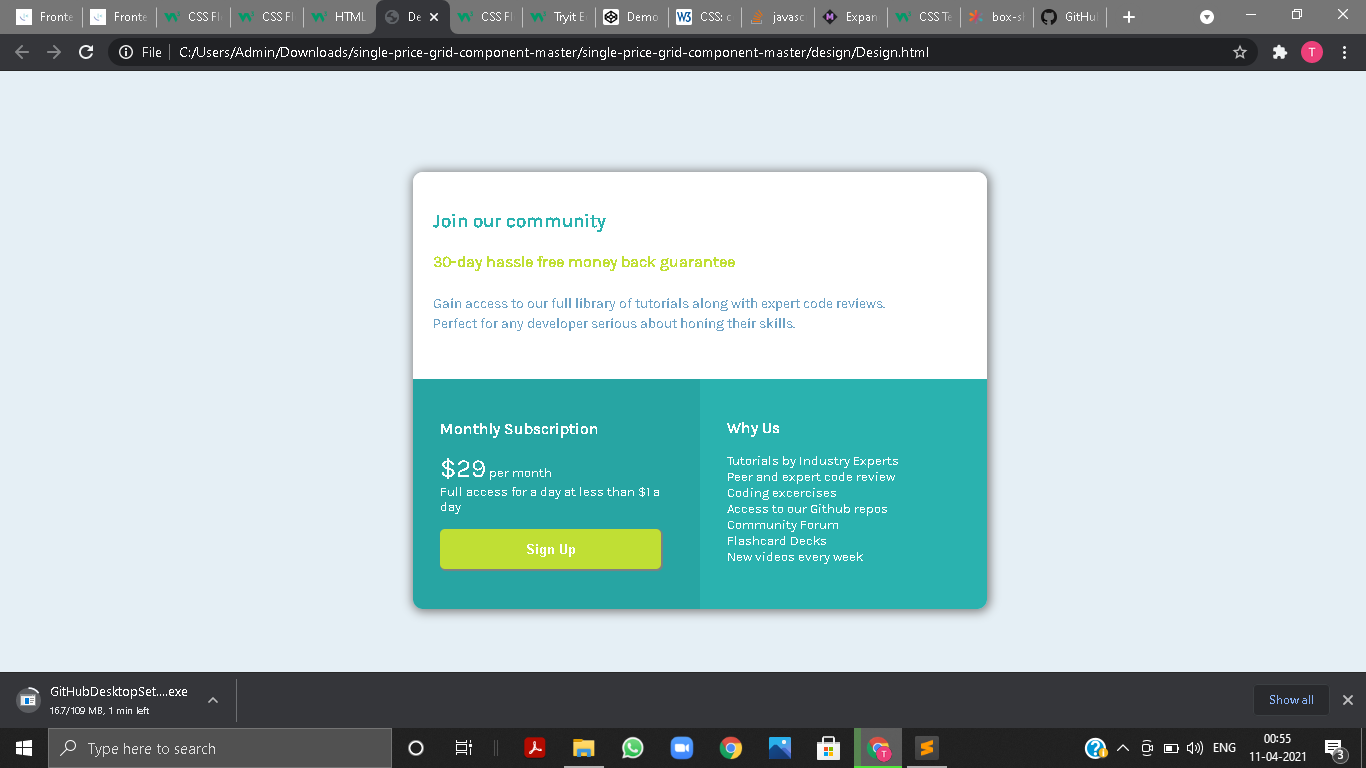 Fronte Fronte CSS Fl CSS Fl HTML De CSS Fl Tryit E Demo CSS: c javasc Expan CSS Te box-sl GitHul
File C:/Users/Admin/Downloads/single-price-grid-component-master/single-price-grid-component-master/design/Design.html T
Join our community
30-day hassle free money back guarantee
Gain access to our full library of tutorials along with expert code reviews.
Perfect for any developer serious about honing their skills.
Monthly Subscription
$29 per month
Full access for a day at less than $1 a
day
Sign Up
Why Us
Tutorials by Industry Experts
Peer and expert code review
Coding excercises
Access to our Github repos
Community Forum
Flashcard Decks
New videos every week
GitHubDesktopSet....exe
16.7/109 MB, 1 min left
Show all
Type here to search
ENG
00:55
11-04-2021
3